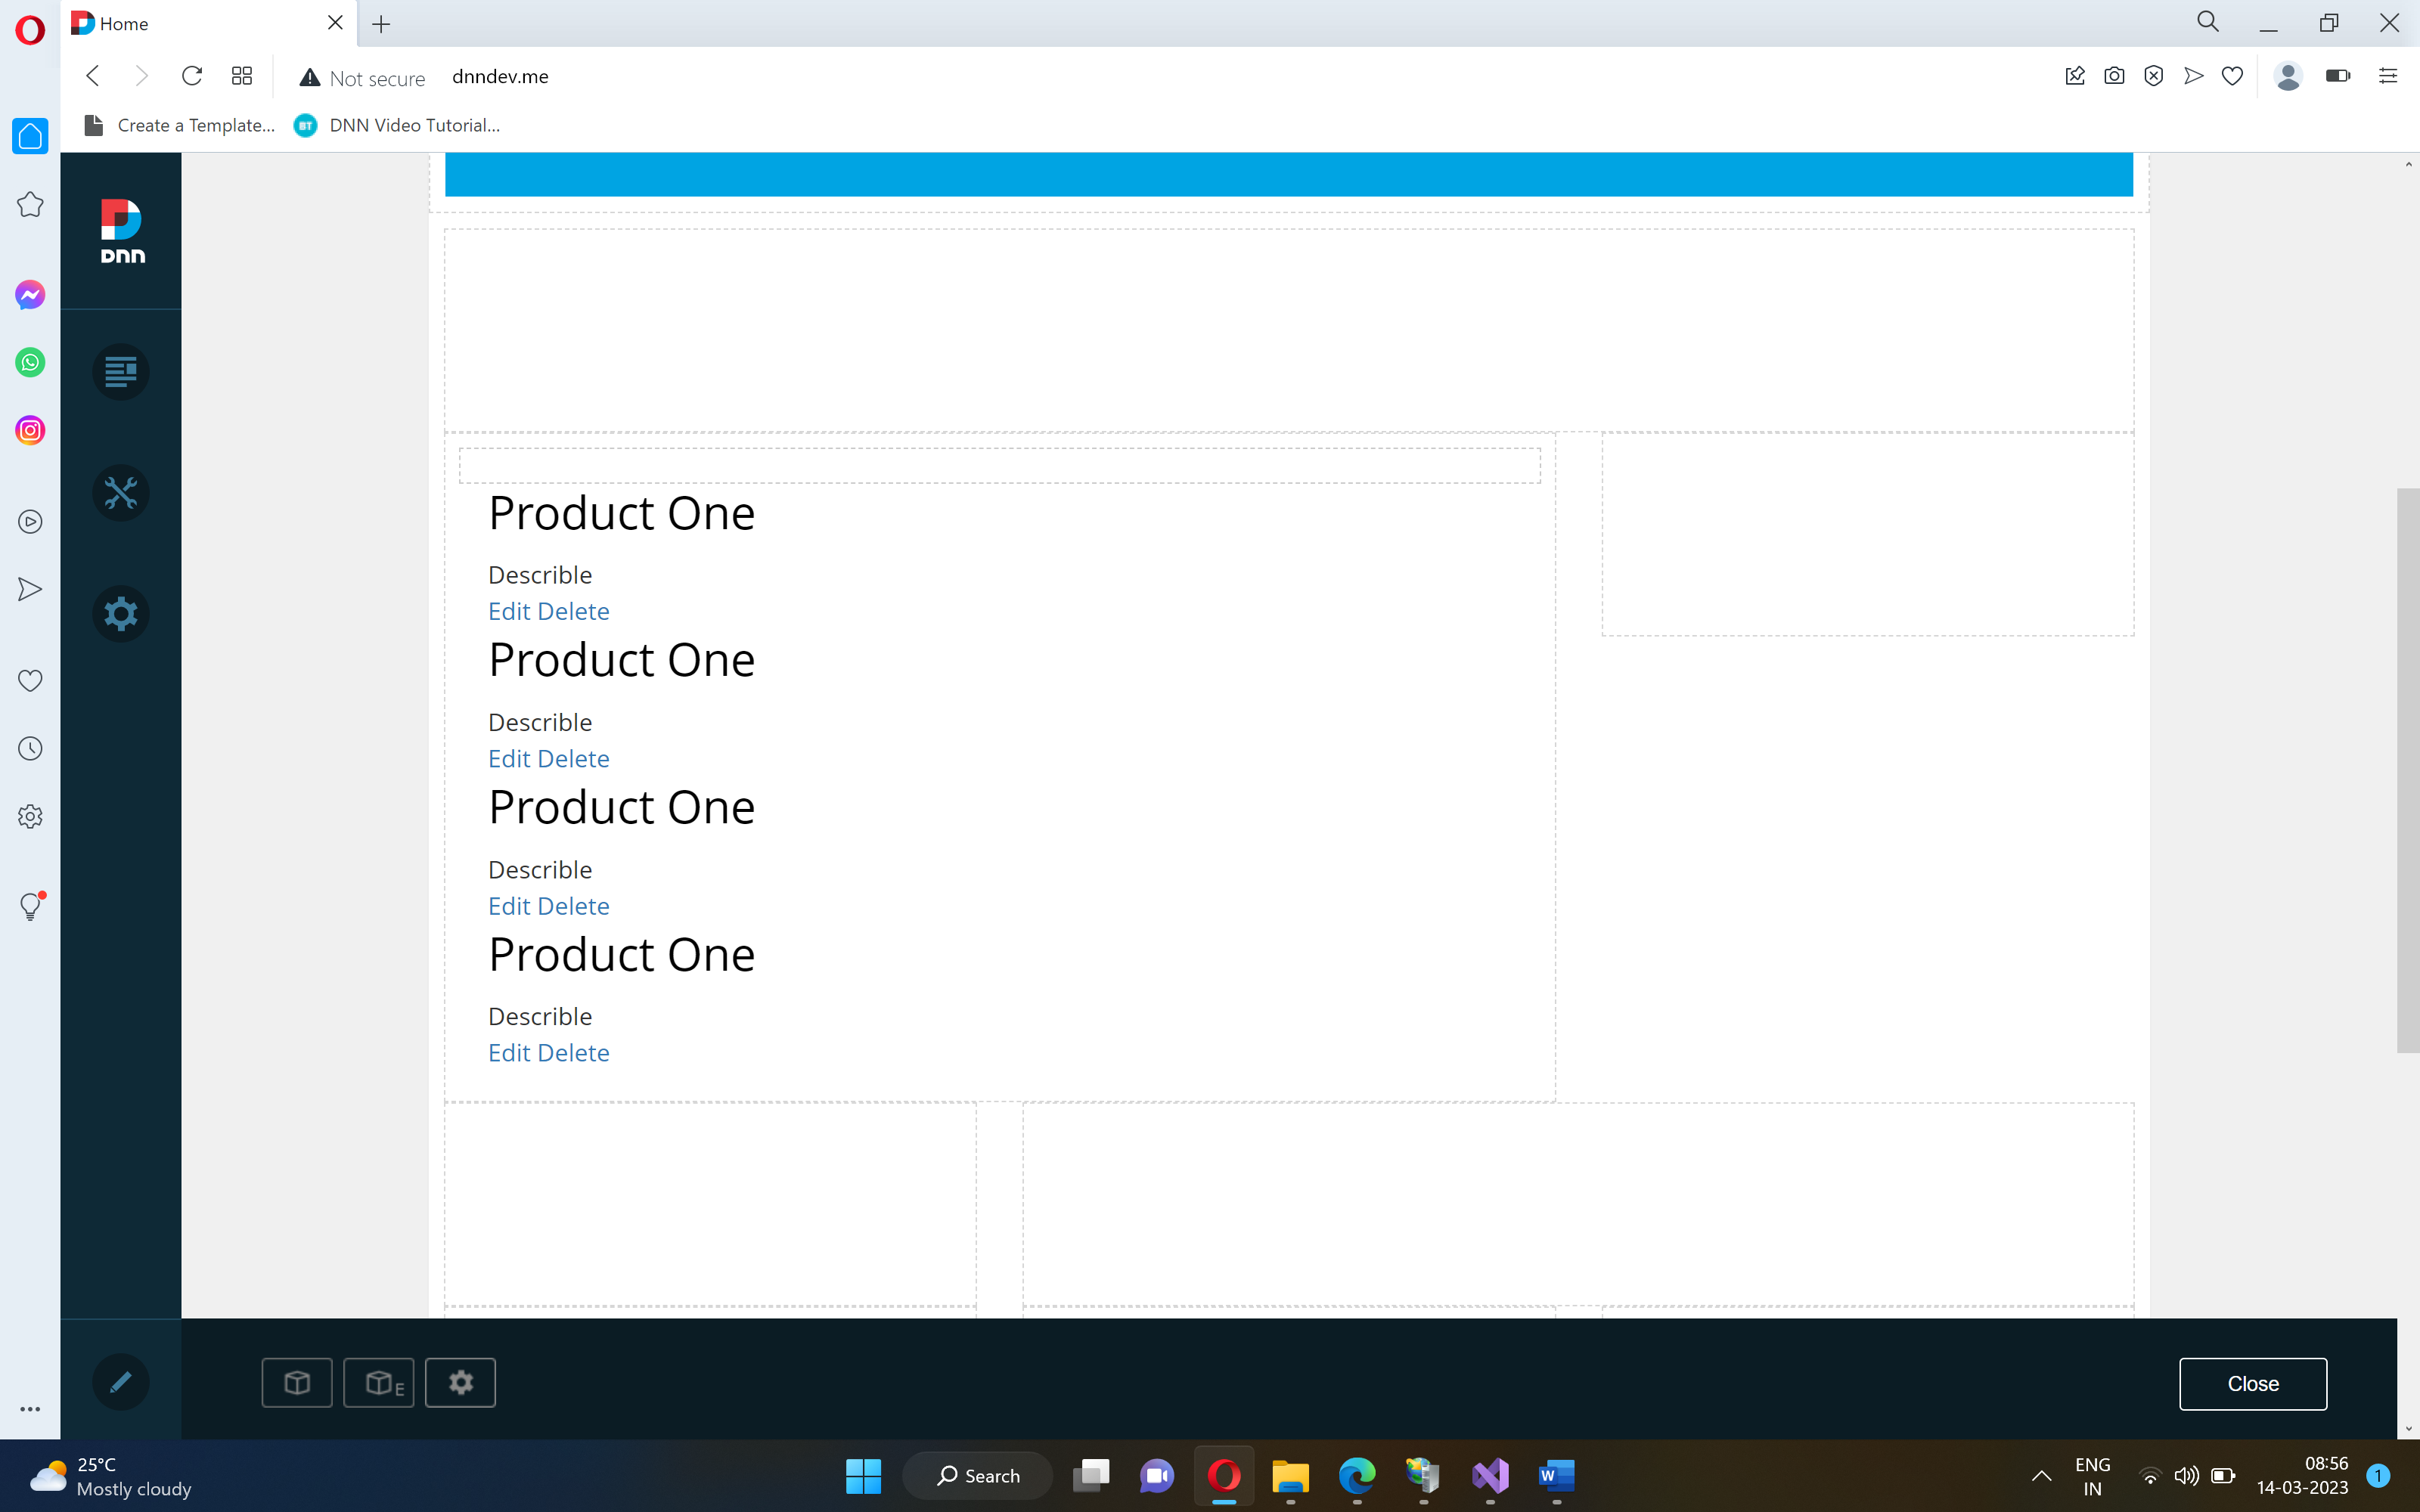 Home
Not secure dnndev.me
Create a Template... BT DNN Video Tutorial...
DNN
Product One
Describle
Edit Delete
Product One
Describle
Edit Delete
Product One
Describle
Edit Delete
Product One
Describle
Edit Delete
E
Close
25°C
Mostly cloudy
Search
W
ENG
IN
08:56
14-03-2023
1